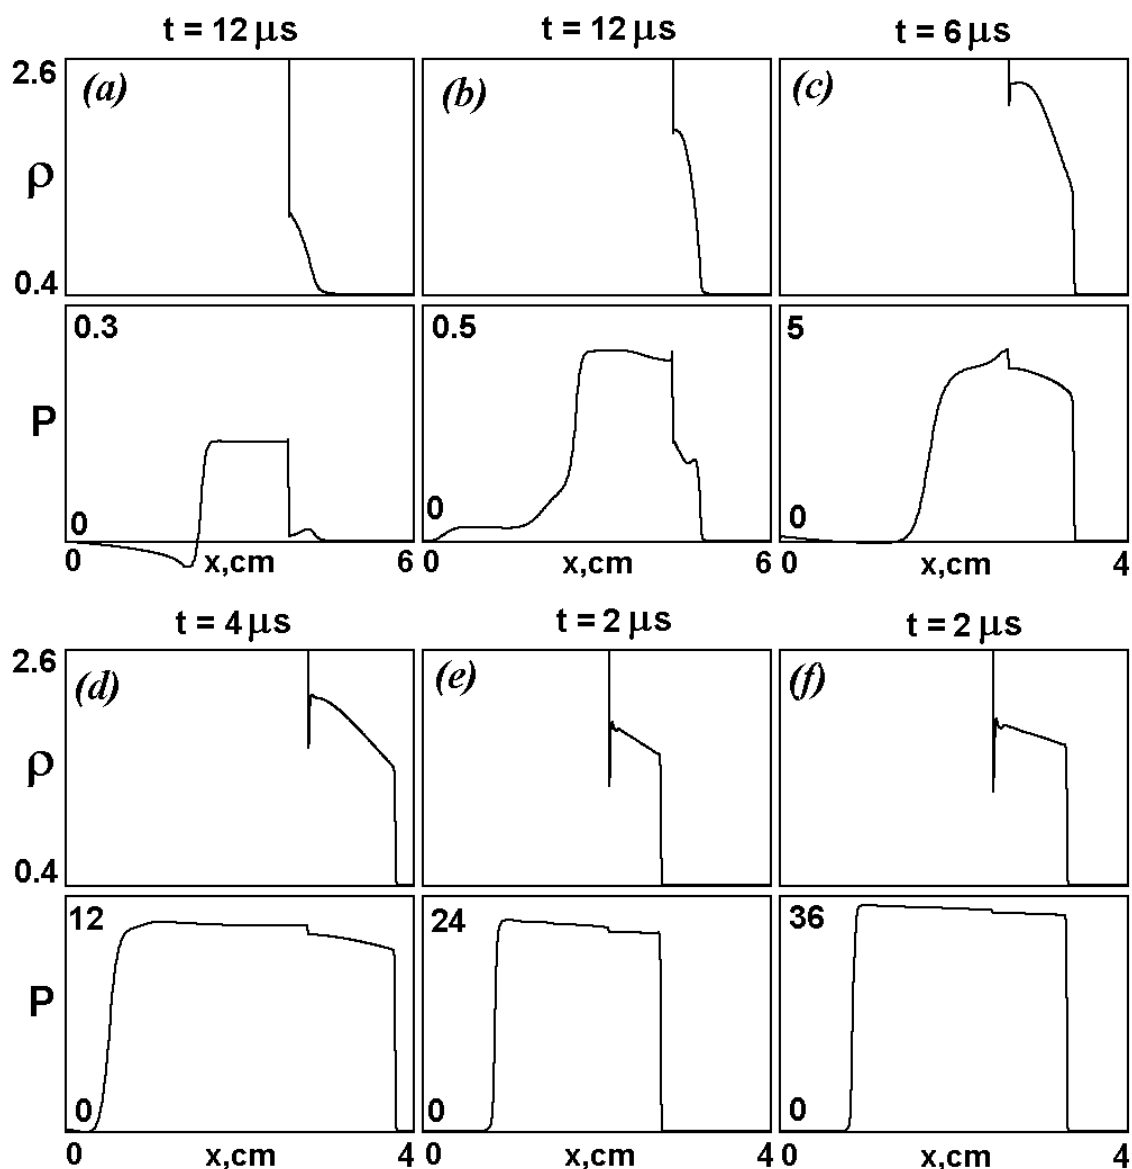 t = 12 μs t = 12 μs t = 6 μs
2.6 (a) (b) (c)
ρ
0.4
0.3 0.5 5
P
0 0 0
0 x,cm 6 0 x,cm 6 0 x,cm 4
t = 4 μs t = 2 μs t = 2 μs
2.6 (d) (e) (f)
ρ
0.4
12 24 36
P
0 0 0
0 x,cm 4 0 x,cm 4 0 x,cm 4